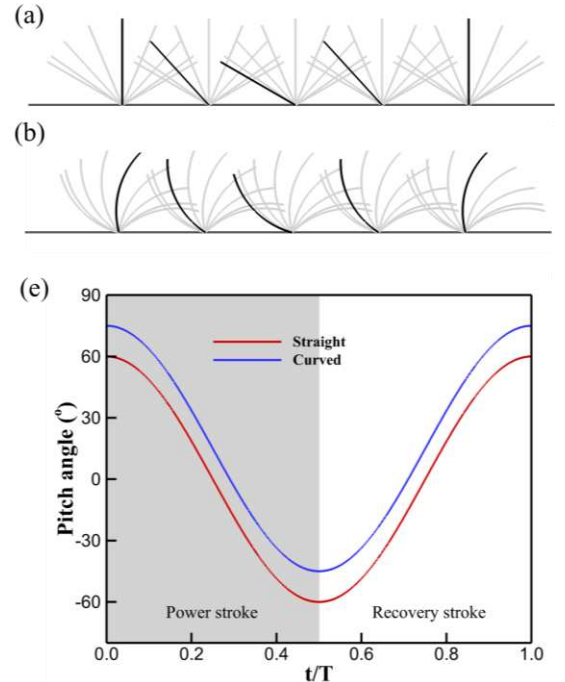 (a)
(b)
(e)
90
60
30
0
-30
-60
Pitch angle (°)
Straight
Curved
Power stroke
Recovery stroke
0.0 0.2 0.4 0.6 0.8 1.0
t/T